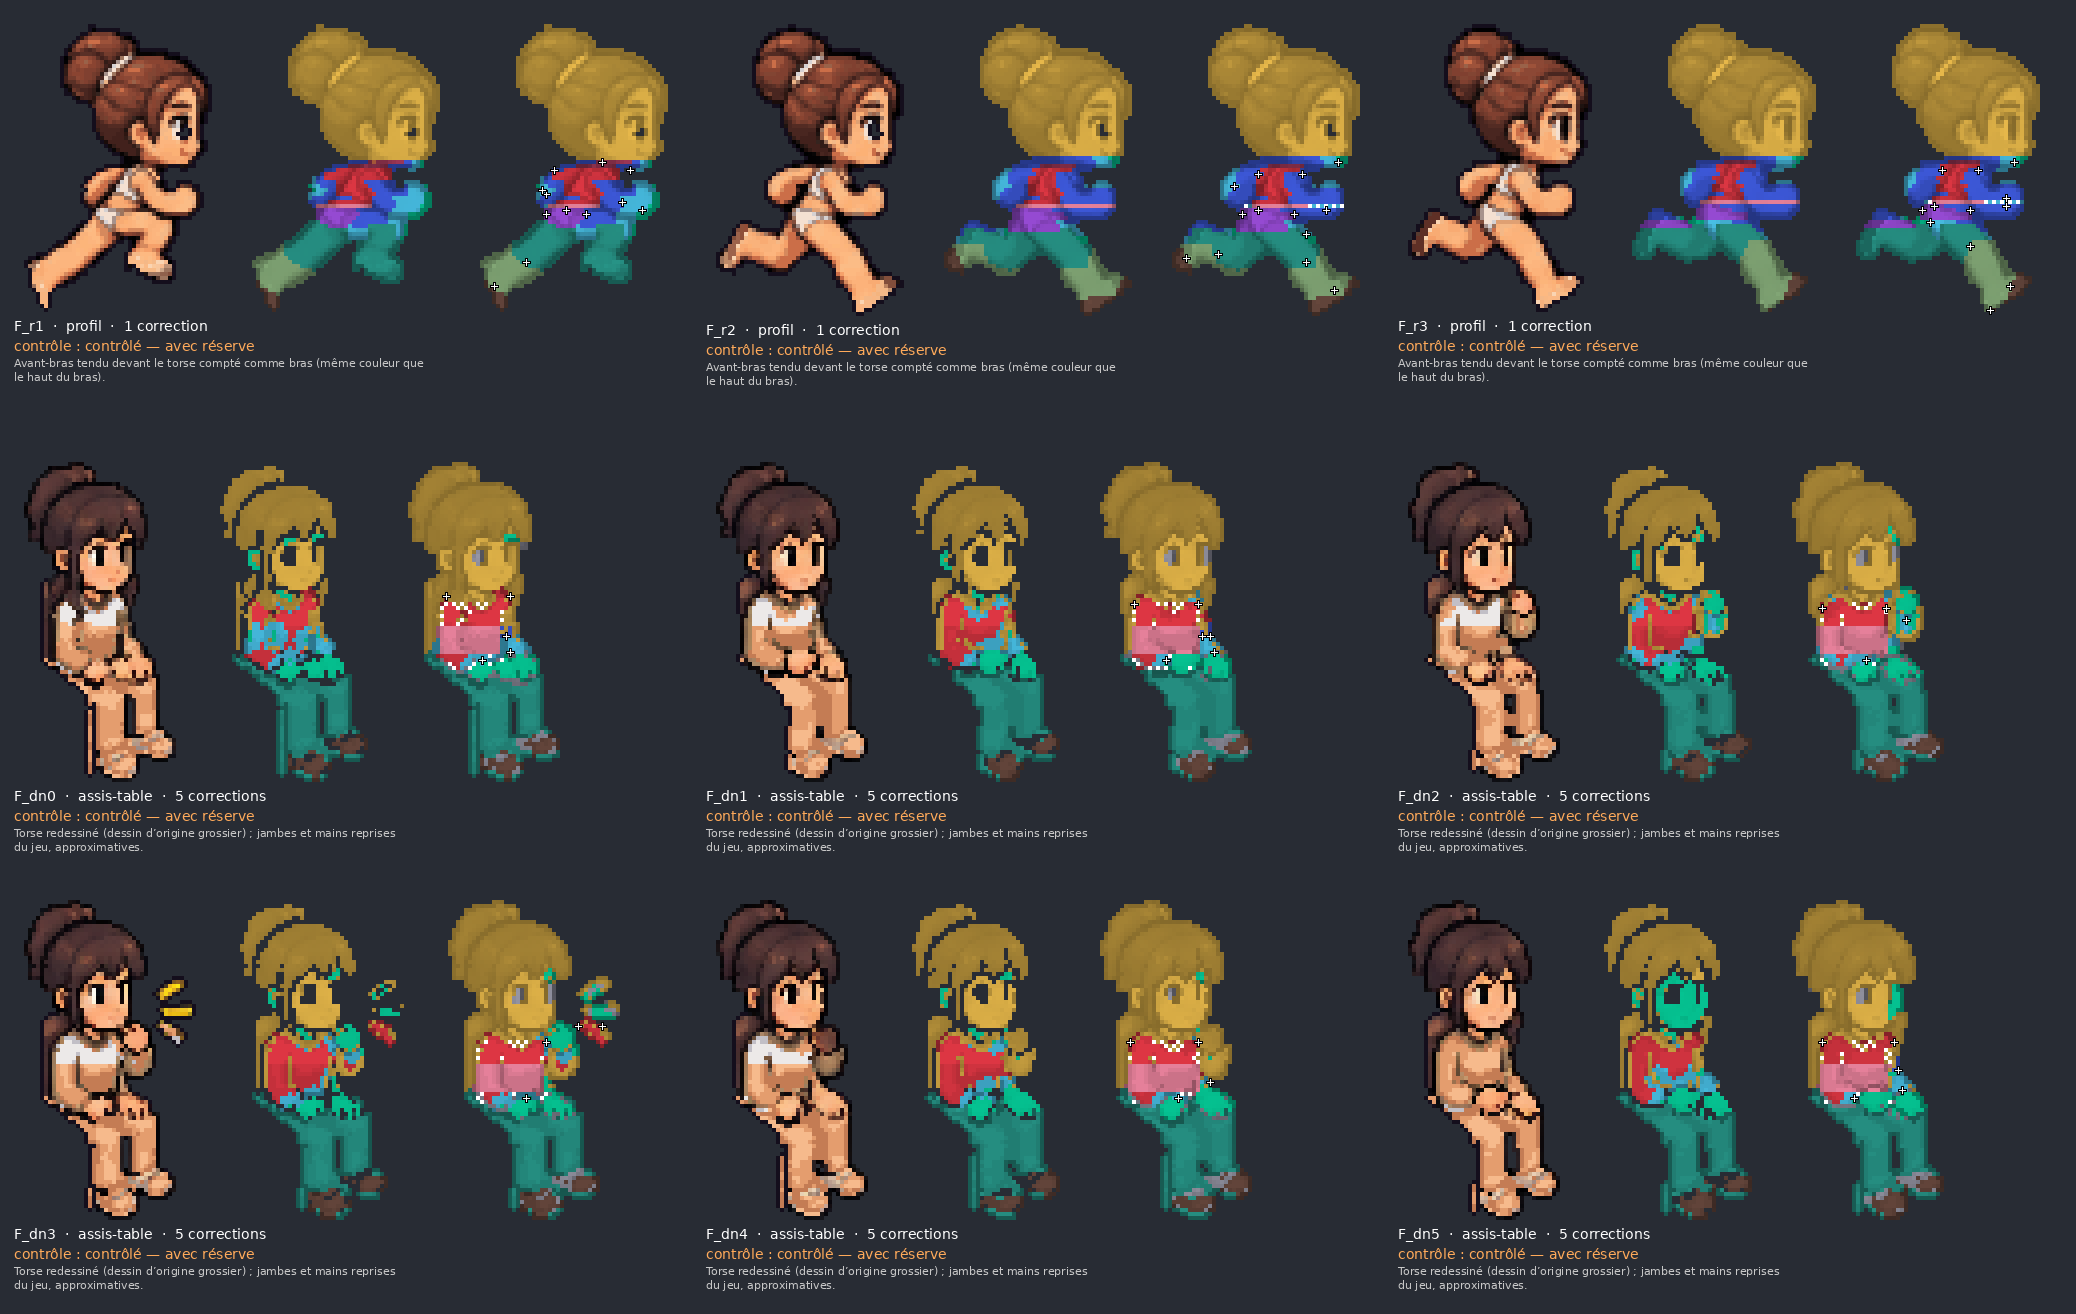 F_r1 · profil · 1 correction
contrôle : contrôlé — avec réserve
Avant-bras tendu devant le torse compté comme bras (même couleur que
le haut du bras).
F_r2 · profil · 1 correction
contrôle : contrôlé — avec réserve
Avant-bras tendu devant le torse compté comme bras (même couleur que
le haut du bras).
F_r3 · profil · 1 correction
contrôle : contrôlé — avec réserve
Avant-bras tendu devant le torse compté comme bras (même couleur que
le haut du bras).
F_dn0 · assis-table · 5 corrections
contrôle : contrôlé — avec réserve
Torse redessiné (dessin d’origine grossier) ; jambes et mains reprises
du jeu, approximatives.
F_dn1 · assis-table · 5 corrections
contrôle : contrôlé — avec réserve
Torse redessiné (dessin d’origine grossier) ; jambes et mains reprises
du jeu, approximatives.
F_dn2 · assis-table · 5 corrections
contrôle : contrôlé — avec réserve
Torse redessiné (dessin d’origine grossier) ; jambes et mains reprises
du jeu, approximatives.
F_dn3 · assis-table · 5 corrections
contrôle : contrôlé — avec réserve
Torse redessiné (dessin d’origine grossier) ; jambes et mains reprises
du jeu, approximatives.
F_dn4 · assis-table · 5 corrections
contrôle : contrôlé — avec réserve
Torse redessiné (dessin d’origine grossier) ; jambes et mains reprises
du jeu, approximatives.
F_dn5 · assis-table · 5 corrections
contrôle : contrôlé — avec réserve
Torse redessiné (dessin d’origine grossier) ; jambes et mains reprises
du jeu, approximatives.